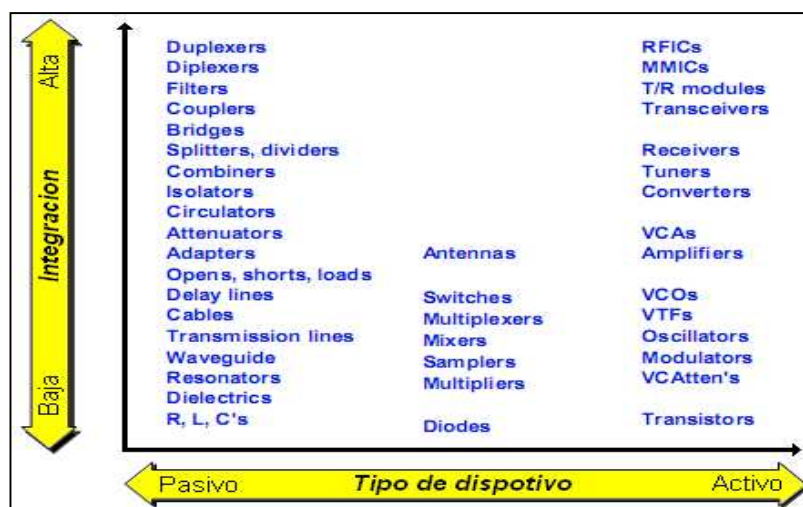 Alta
Integracion
Baja
Duplexers
Diplexers
Filters
Couplers
Bridges
Splitters, dividers
Combiners
Isolators
Circulators
Attenuators
Adapters
Opens, shorts, loads
Delay lines
Cables
Transmission lines
Waveguide
Resonators
Dielectrics
R, L, C's
Antennas
Switches
Multiplexers
Mixers
Samplers
Multipliers
Diodes
RFICs
MMICs
T/R modules
Transceivers
Receivers
Tuners
Converters
VCAs
Amplifiers
VCOs
VTFs
Oscillators
Modulators
VCAtten's
Transistors
Pasivo Tipo de dispotivo Activo